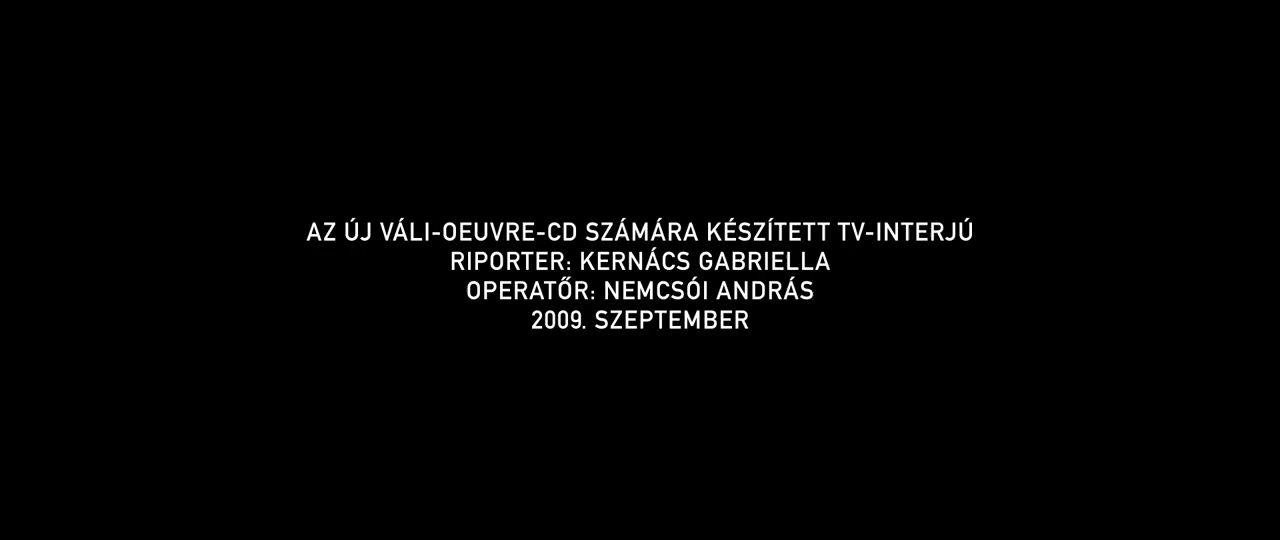 AZ ÚJ VÁLI-OEUVRE-CD SZÁMÁRA KÉSZÍTETT TV-INTERJÚ
RIPORTER: KERNÁCS GABRIELLA
OPERATŐR: NEMCSÓI ANDRÁS
2009. SZEPTEMBER